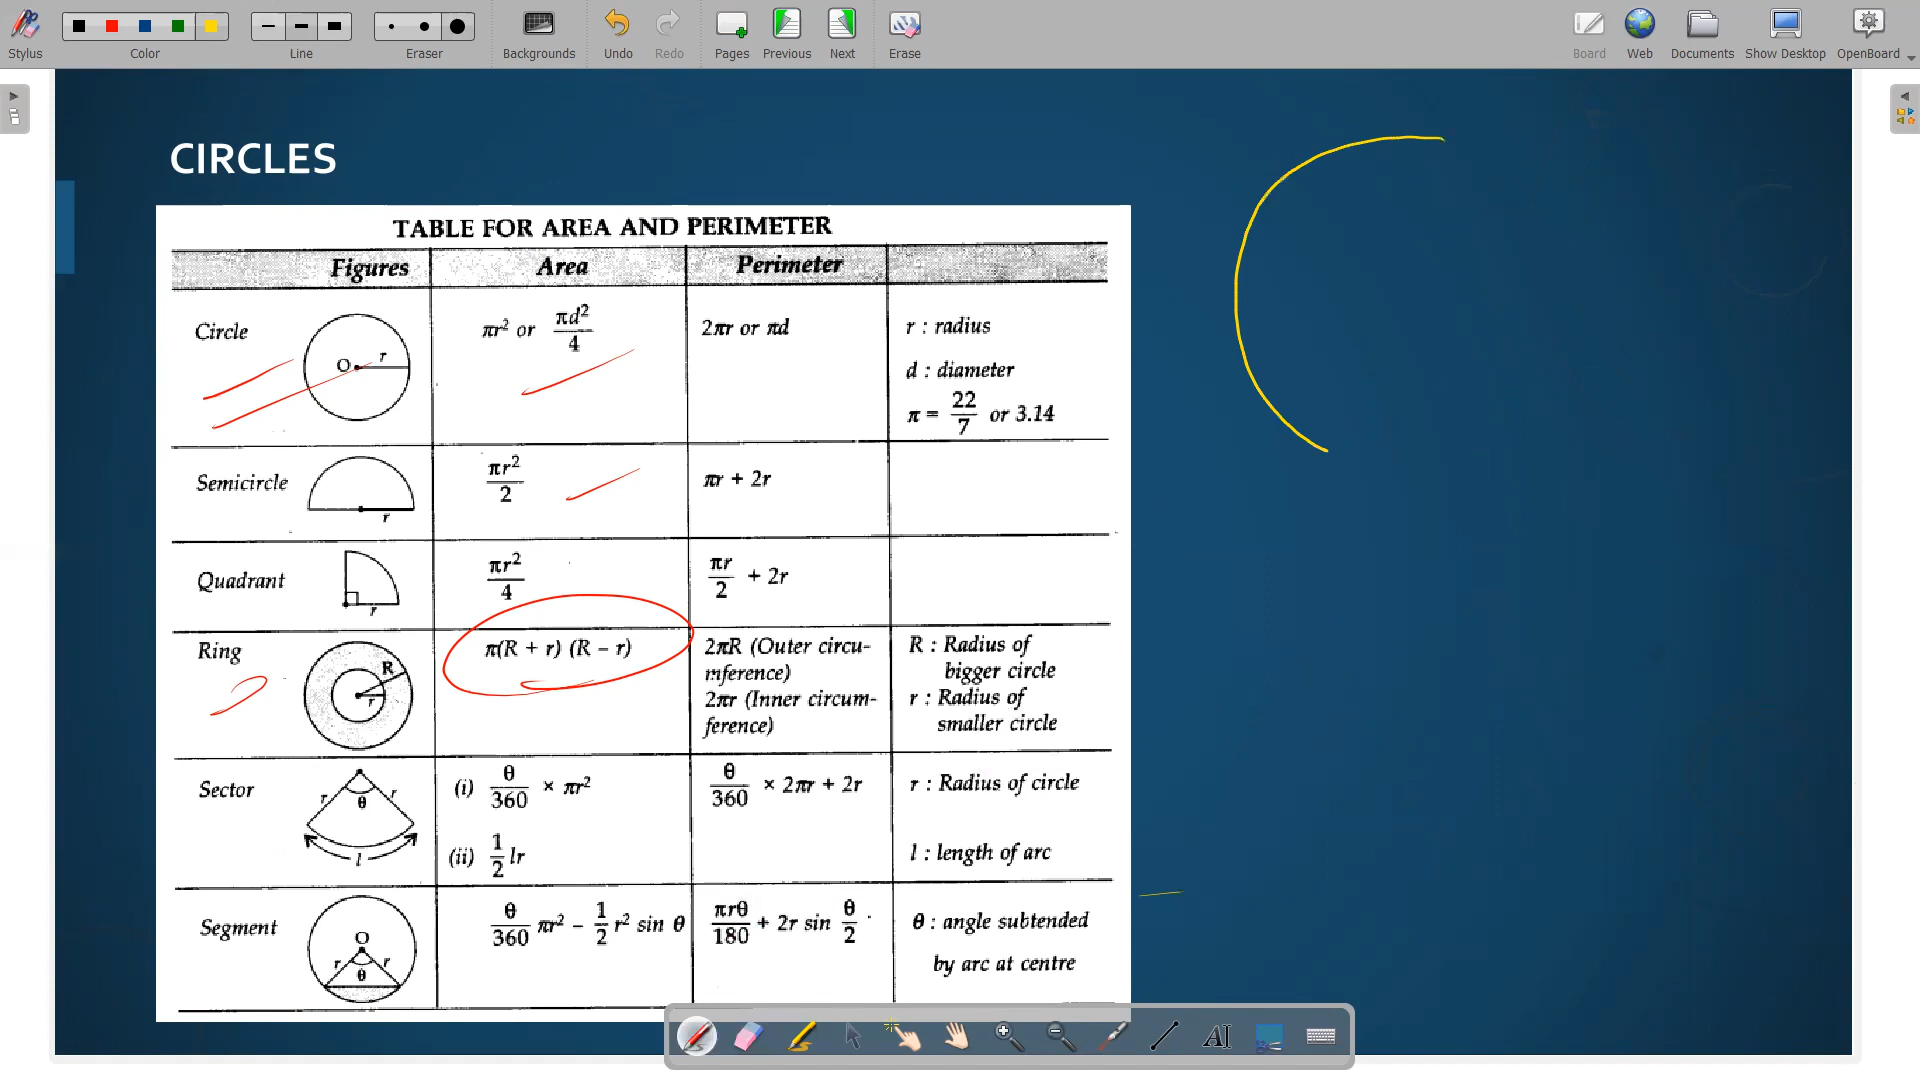 Stylus
Color
Line
Eraser
Backgrounds
Undo
Redo
Pages
Previous
Next
Erase
Board
Web
Documents
Show Desktop
OpenBoard
CIRCLES
TABLE FOR AREA AND PERIMETER
Figures Area Perimeter
Circle O r πr² or πd²/4 2πr or πd r : radius
d : diameter
π = 22/7 or 3.14
Semicircle r πr²/2 πr + 2r
Quadrant r πr²/4 πr/2 + 2r
Ring R r π(R + r) (R – r) 2πR (Outer circu-
mference)
2πr (Inner circum-
ference)
R : Radius of
bigger circle
r : Radius of
smaller circle
Sector r θ r l (i) θ/360 × πr² θ/360 × 2πr + 2r r : Radius of circle
(ii) 1/2 lr l : length of arc
Segment O r θ r θ/360 πr² – 1/2 r² sin θ πrθ/180 + 2r sin θ/2 θ : angle subtended
by arc at centre
AI